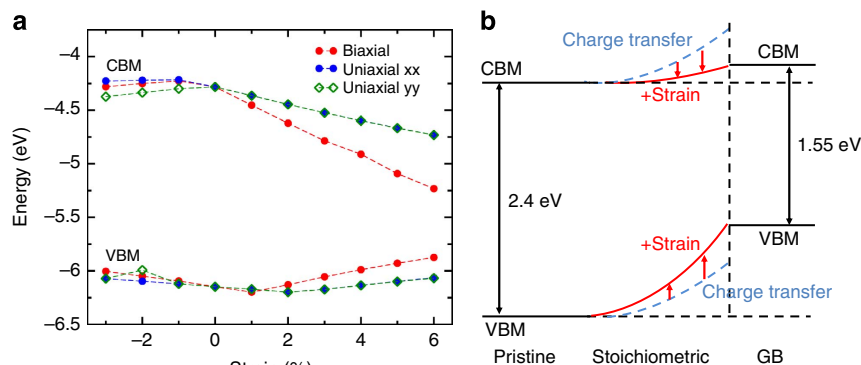 a
−4
−4.5
−5
−5.5
−6
−6.5
Energy (eV)
CBM
VBM
Biaxial
Uniaxial xx
Uniaxial yy
−2
0
2
4
6
b
Charge transfer
CBM
CBM
+Strain
2.4 eV
1.55 eV
+Strain
VBM
Charge transfer
VBM
Pristine
Stoichiometric
GB